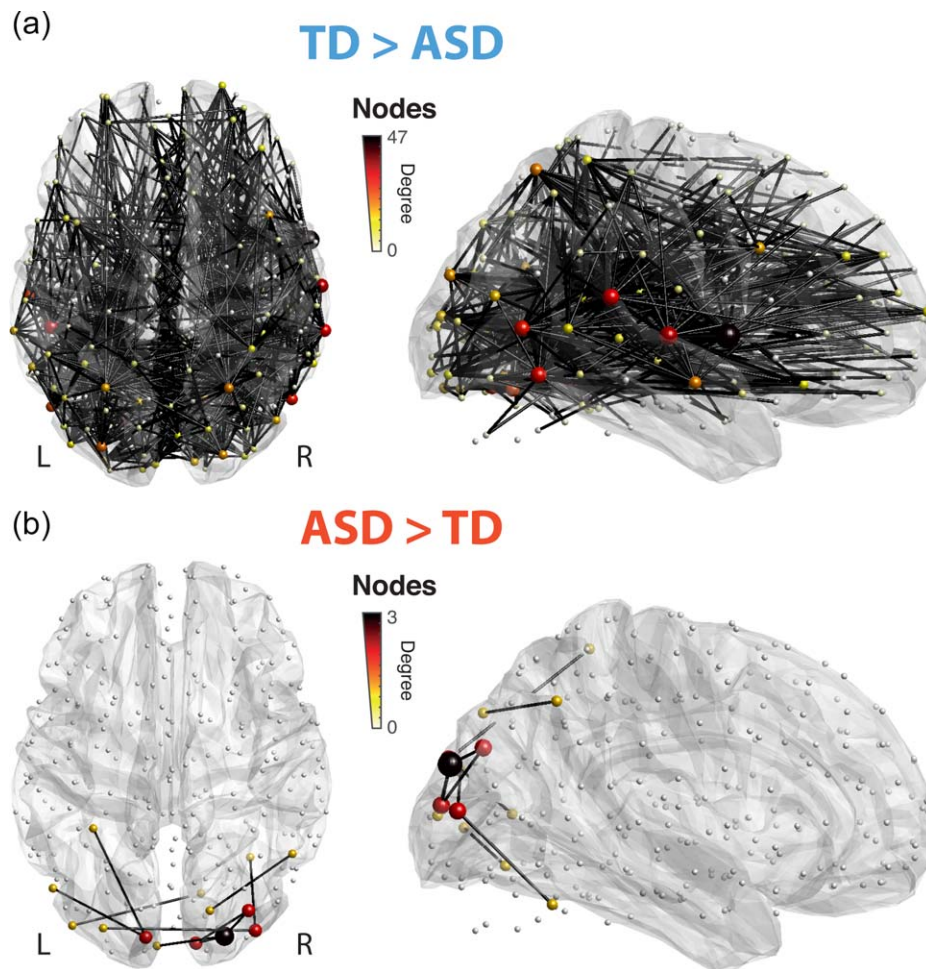 (a)
TD > ASD
Nodes
47
Degree
0
L
R
(b)
ASD > TD
Nodes
3
Degree
0
L
R